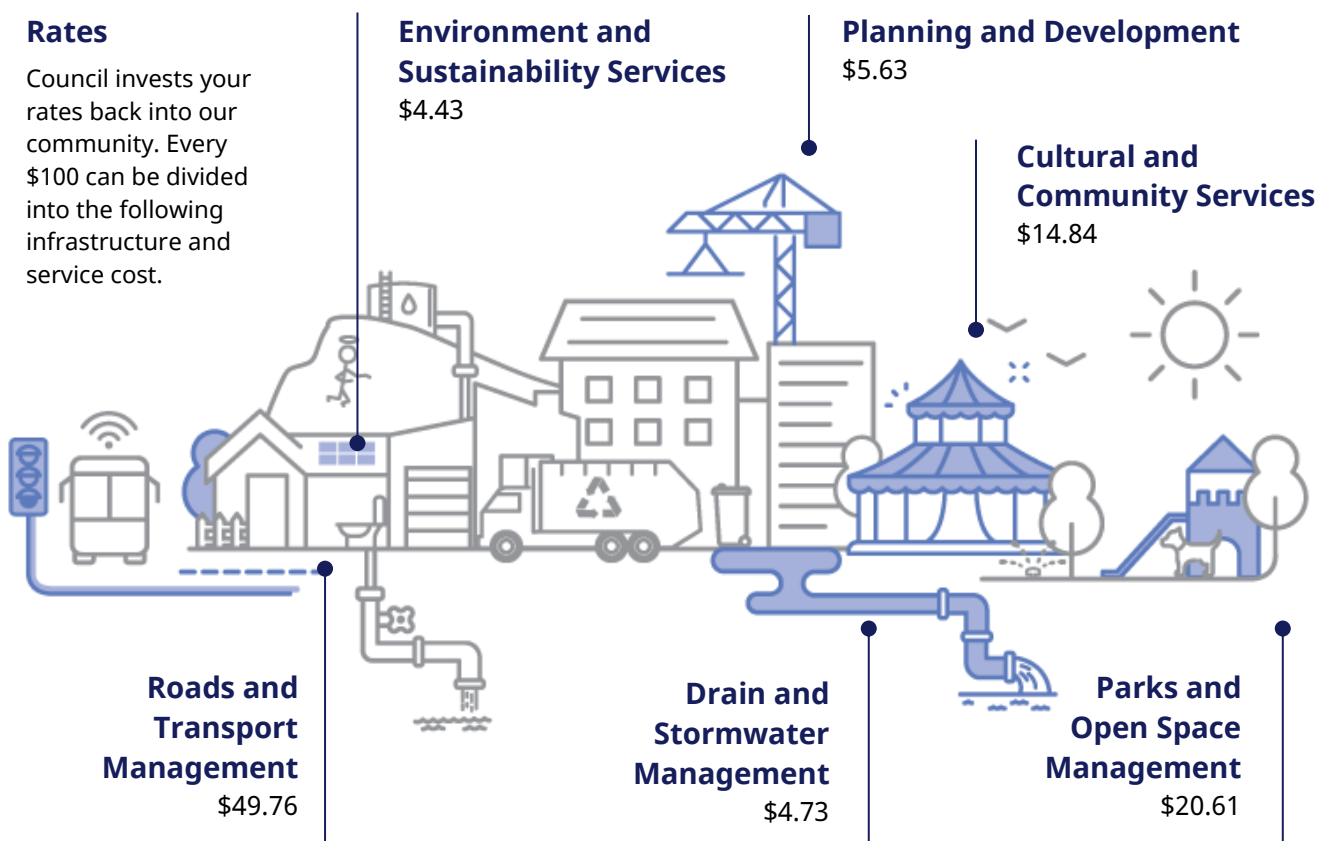 Rates
Council invests your
rates back into our
community. Every
$100 can be divided
into the following
infrastructure and
service cost.
Environment and
Sustainability Services
$4.43
Planning and Development
$5.63
Cultural and
Community Services
$14.84
Roads and
Transport
Management
$49.76
Drain and
Stormwater
Management
$4.73
Parks and
Open Space
Management
$20.61